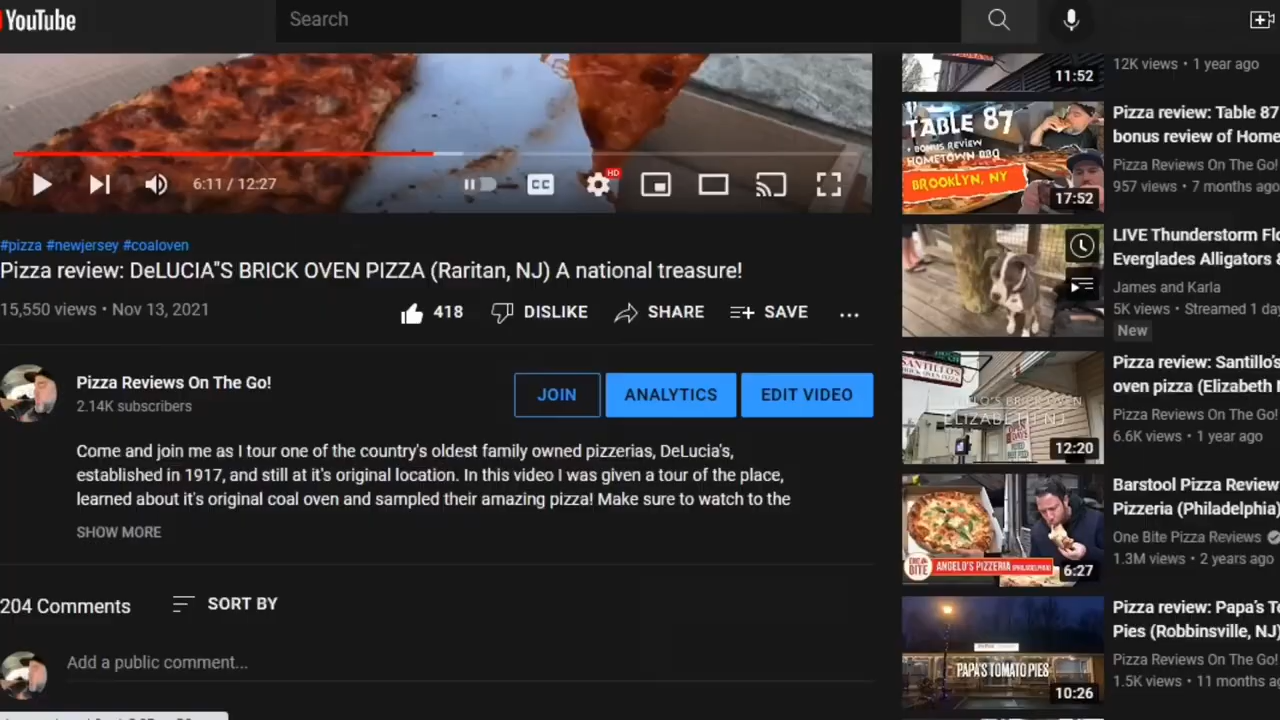 YouTube
Search
6:11 / 12:27
CC
HD
#pizza #newjersey #coaloven
Pizza review: DeLUCIA"S BRICK OVEN PIZZA (Raritan, NJ) A national treasure!
15,550 views • Nov 13, 2021
418
DISLIKE
SHARE
SAVE
Pizza Reviews On The Go!
2.14K subscribers
JOIN
ANALYTICS
EDIT VIDEO
Come and join me as I tour one of the country's oldest family owned pizzerias, DeLucia's,
established in 1917, and still at it's original location. In this video I was given a tour of the place,
learned about it's original coal oven and sampled their amazing pizza! Make sure to watch to the
SHOW MORE
204 Comments
SORT BY
Add a public comment...
11:52
12K views • 1 year ago
TABLE 87
BONUS REVIEW
HOMETOWN BBQ
BROOKLYN, NY
17:52
Pizza review: Table 87
bonus review of Home
Pizza Reviews On The Go!
957 views • 7 months ago
LIVE Thunderstorm Flo
Everglades Alligators &
James and Karla
5K views • Streamed 1 day
New
SANTILLO'S
BRICK OVEN PIZZA
ELIZABETH NJ
12:20
Pizza review: Santillo's
oven pizza (Elizabeth N
Pizza Reviews On The Go!
6.6K views • 1 year ago
ONE BITE
ANGELO'S PIZZERIA (PHILADELPHIA)
6:27
Barstool Pizza Review
Pizzeria (Philadelphia)
One Bite Pizza Reviews
1.3M views • 2 years ago
PAPA'S TOMATO PIES
10:26
Pizza review: Papa's To
Pies (Robbinsville, NJ)
Pizza Reviews On The Go!
1.5K views • 11 months ago